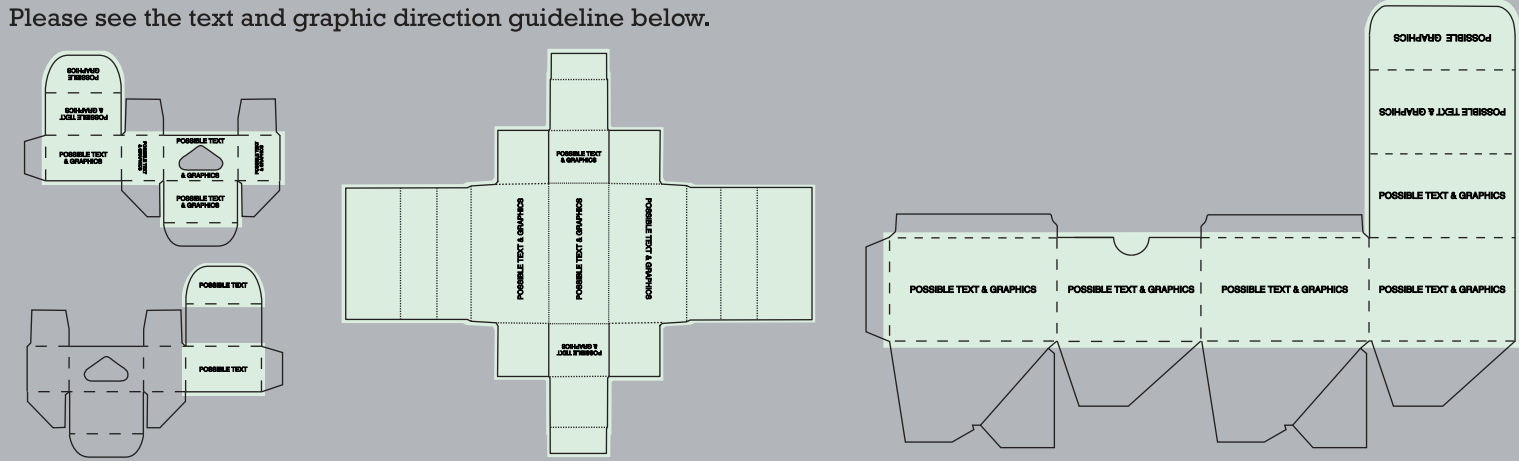 Please see the text and graphic direction guideline below.
POSSIBLE
GRAPHICS
POSSIBLE TEXT
& GRAPHICS
POSSIBLE TEXT
& GRAPHICS
POSSIBLE TEXT
& GRAPHICS
POSSIBLE TEXT
& GRAPHICS
POSSIBLE TEXT
& GRAPHICS
POSSIBLE TEXT
POSSIBLE TEXT
POSSIBLE TEXT
& GRAPHICS
POSSIBLE TEXT & GRAPHICS
POSSIBLE TEXT & GRAPHICS
POSSIBLE TEXT & GRAPHICS
POSSIBLE TEXT
& GRAPHICS
POSSIBLE GRAPHICS
POSSIBLE TEXT & GRAPHICS
POSSIBLE TEXT & GRAPHICS
POSSIBLE TEXT & GRAPHICS
POSSIBLE TEXT & GRAPHICS
POSSIBLE TEXT & GRAPHICS
POSSIBLE TEXT & GRAPHICS